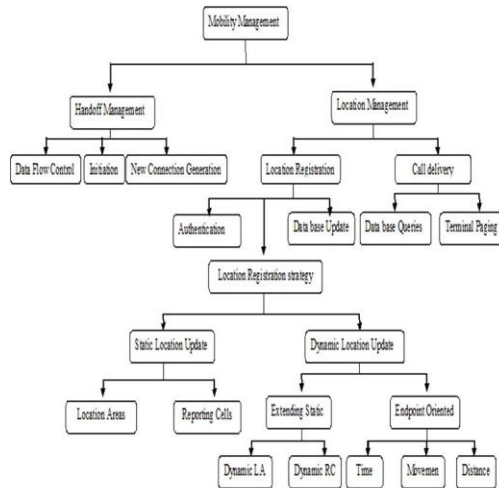 Mobility Management
Handoff Management
Location Management
Data Flow Control
Initiation
New Connection Generation
Location Registration
Call delivery
Authentication
Data base Update
Data base Queries
Terminal Paging
Location Registration strategy
Static Location Update
Dynamic Location Update
Location Areas
Reporting Cells
Extending Static
Endpoint Oriented
Dynamic LA
Dynamic RC
Time
Movemen
Distance